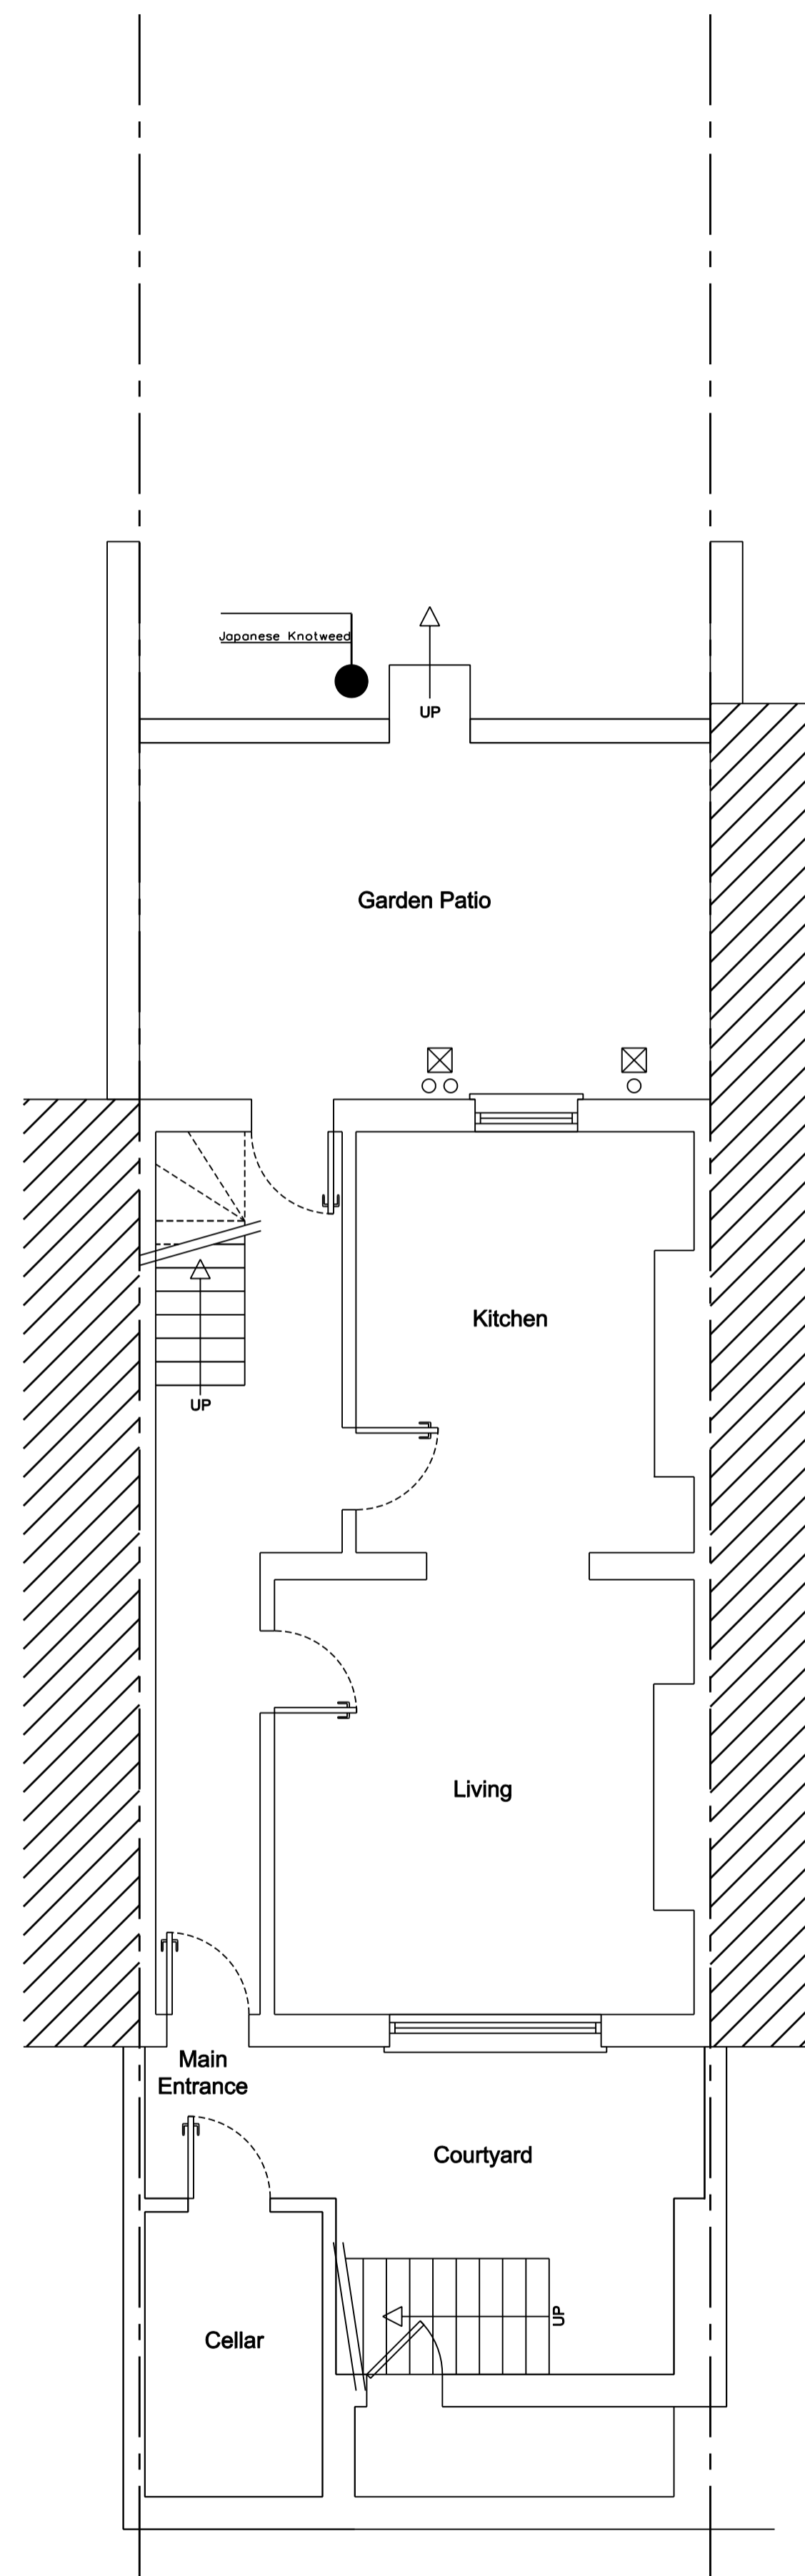 Japanese Knotweed
UP
Garden Patio
Kitchen
UP
Living
Main
Entrance
Courtyard
UP
Cellar